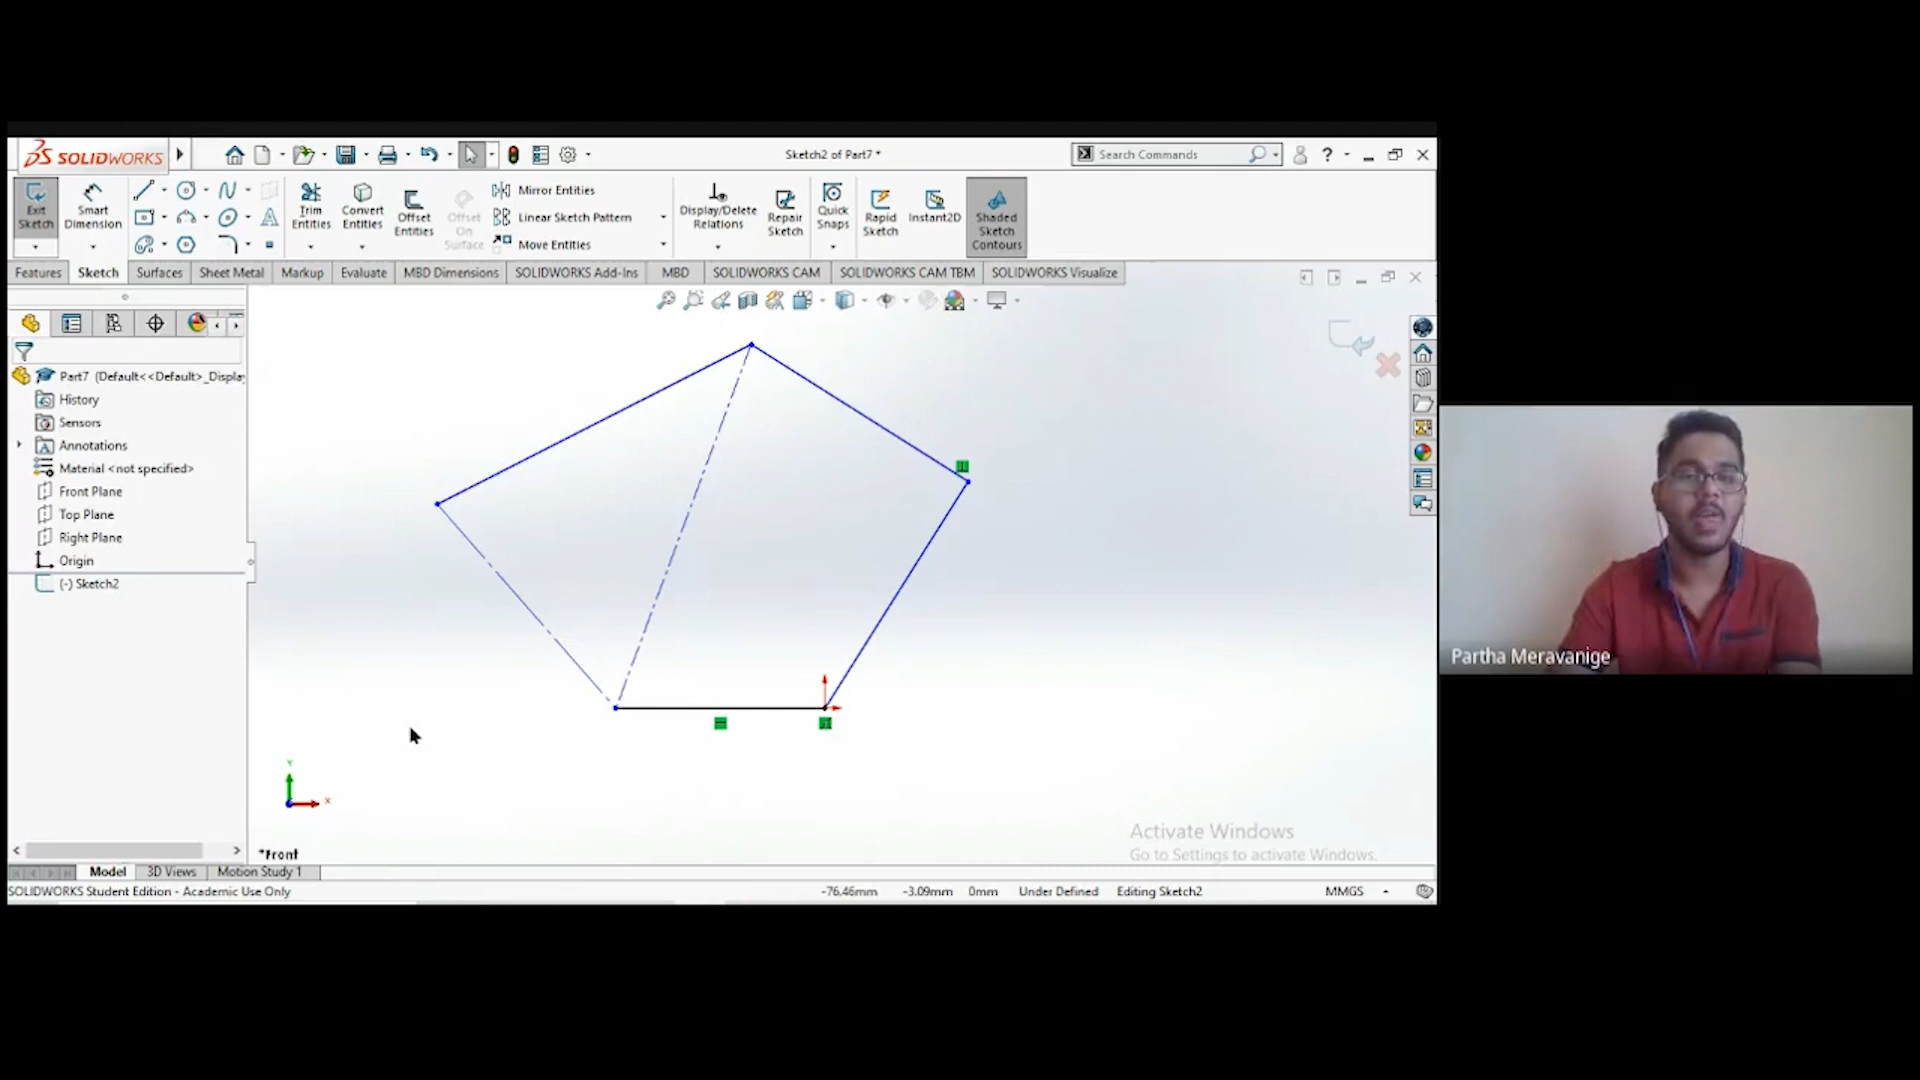 SOLIDWORKS
Sketch2 of Part7 *
Search Commands
?
Exit Sketch
Smart Dimension
Trim Entities
Convert Entities
Offset Entities
Offset On Surface
Mirror Entities
Linear Sketch Pattern
Move Entities
Display/Delete Relations
Repair Sketch
Quick Snaps
Rapid Sketch
Instant2D
Shaded Sketch Contours
Features Sketch Surfaces Sheet Metal Markup Evaluate MBD Dimensions SOLIDWORKS Add-Ins MBD SOLIDWORKS CAM SOLIDWORKS CAM TBM SOLIDWORKS Visualize
Part7 (Default<<Default>_Displa
History
Sensors
Annotations
Material <not specified>
Front Plane
Top Plane
Right Plane
Origin
(-) Sketch2
Y
X
*Front
Activate Windows
Go to Settings to activate Windows.
Model 3D Views Motion Study 1
SOLIDWORKS Student Edition - Academic Use Only
-76.46mm -3.09mm 0mm Under Defined Editing Sketch2 MMGS
Partha Meravanige